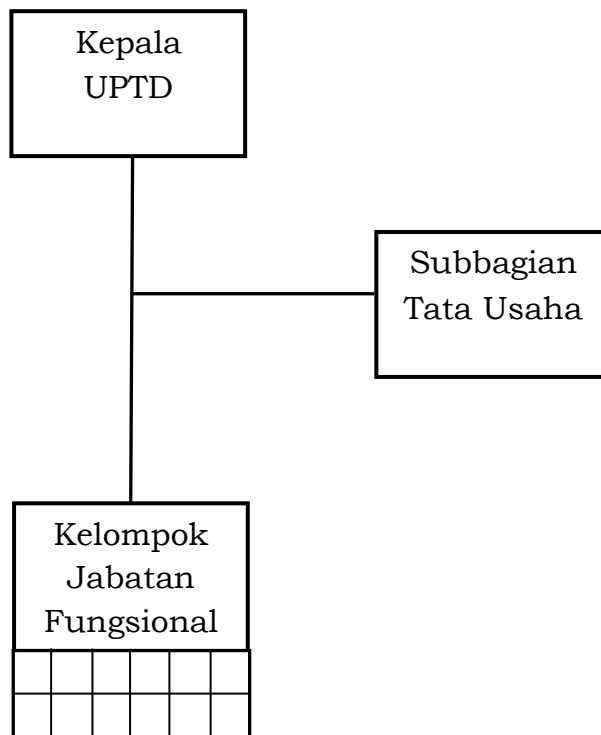 Kepala
UPTD
Subbagian
Tata Usaha
Kelompok
Jabatan
Fungsional